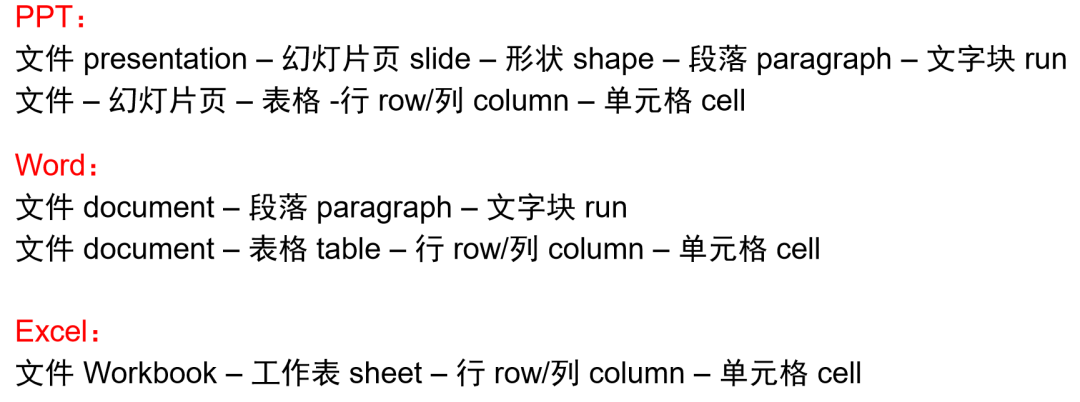 PPT：
文件 presentation – 幻灯片页 slide – 形状 shape – 段落 paragraph – 文字块 run
文件 – 幻灯片页 – 表格 -行 row/列 column – 单元格 cell
Word：
文件 document – 段落 paragraph – 文字块 run
文件 document – 表格 table – 行 row/列 column – 单元格 cell
Excel：
文件 Workbook – 工作表 sheet – 行 row/列 column – 单元格 cell